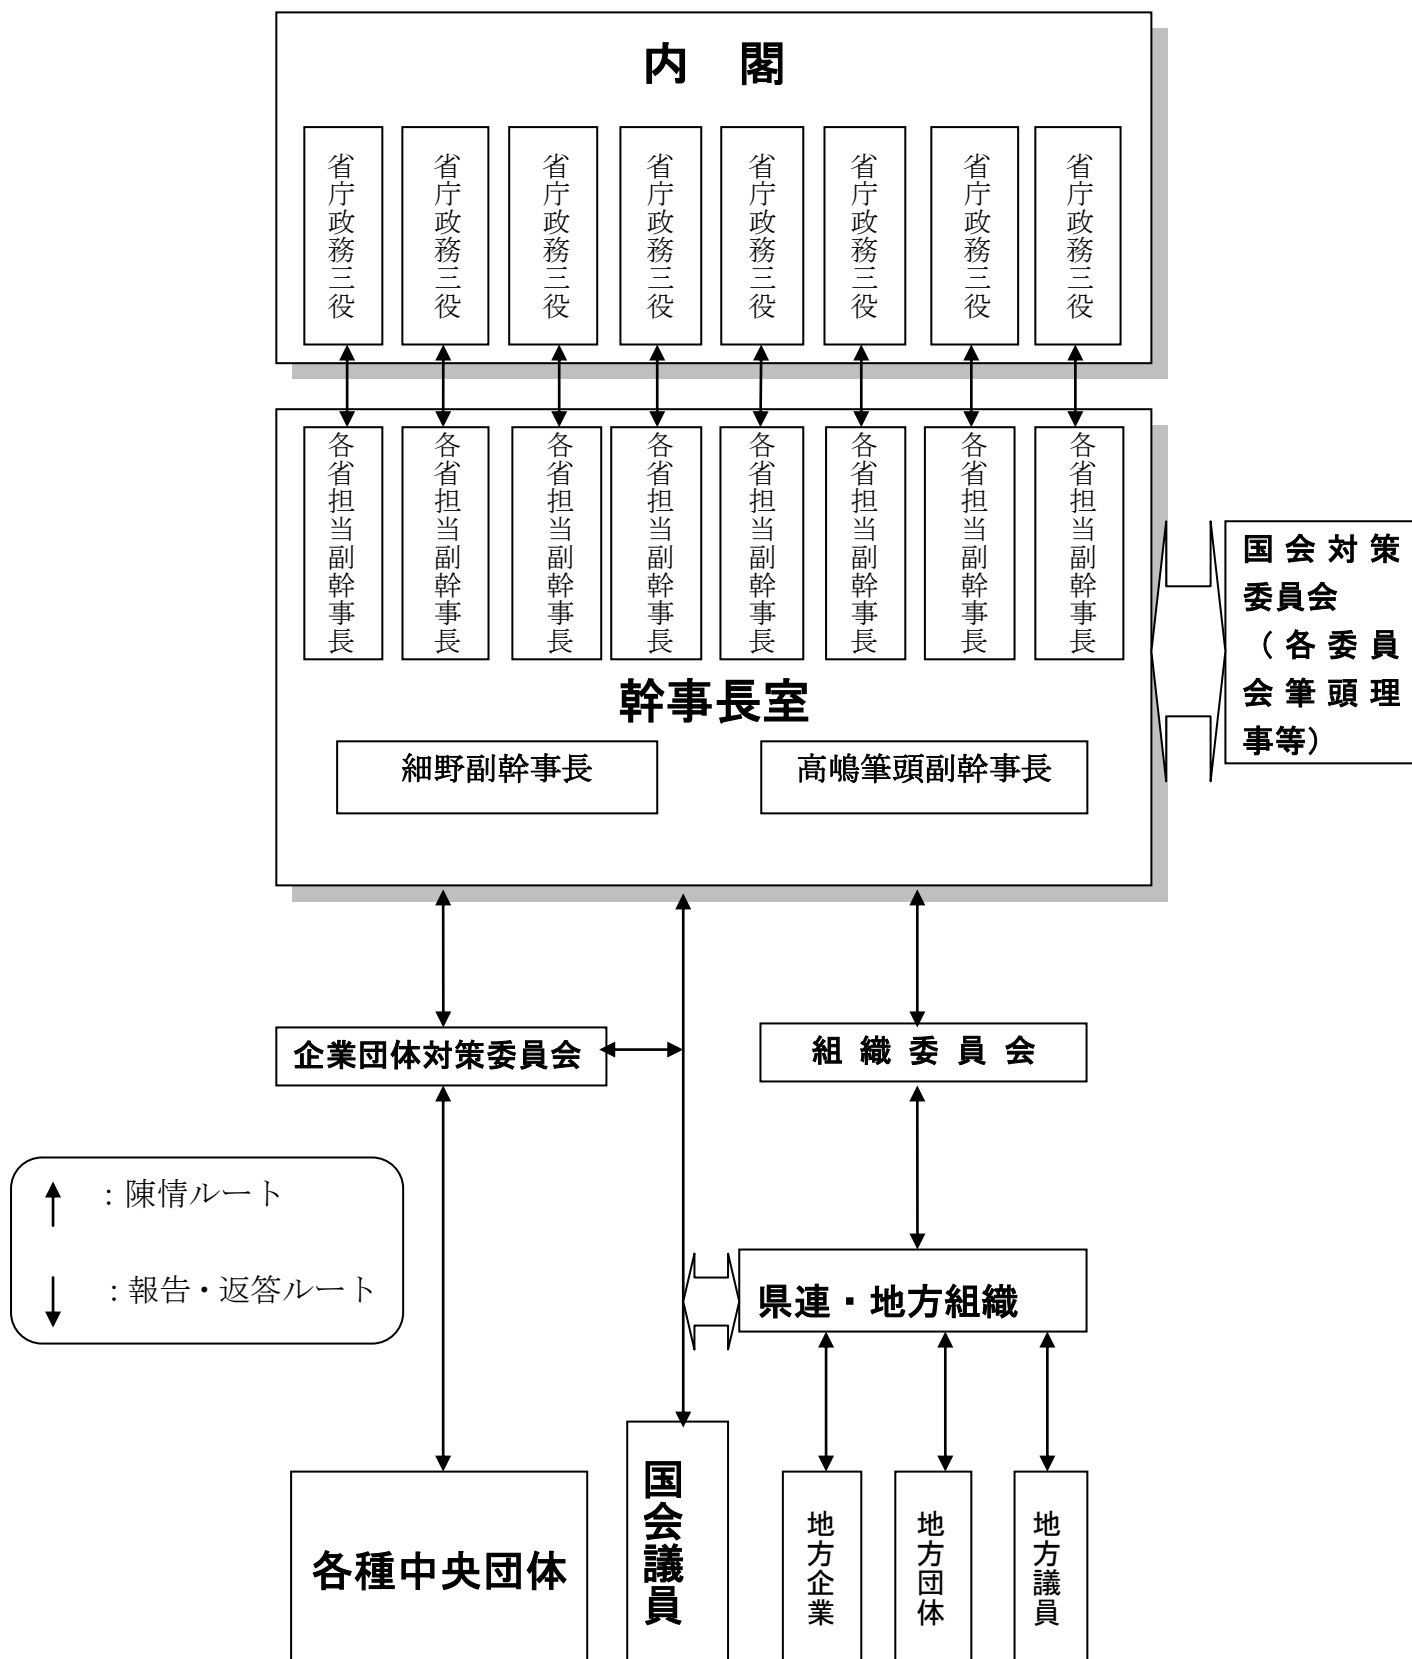 内　閣
省庁政務三役
省庁政務三役
省庁政務三役
省庁政務三役
省庁政務三役
省庁政務三役
省庁政務三役
省庁政務三役
各省担当副幹事長
各省担当副幹事長
各省担当副幹事長
各省担当副幹事長
各省担当副幹事長
各省担当副幹事長
各省担当副幹事長
各省担当副幹事長
幹事長室
細野副幹事長
高嶋筆頭副幹事長
国会対策
委員会
（各委員
会筆頭理
事等）
企業団体対策委員会
組織委員会
：陳情ルート
：報告・返答ルート
県連・地方組織
各種中央団体
国会議員
地方企業
地方団体
地方議員